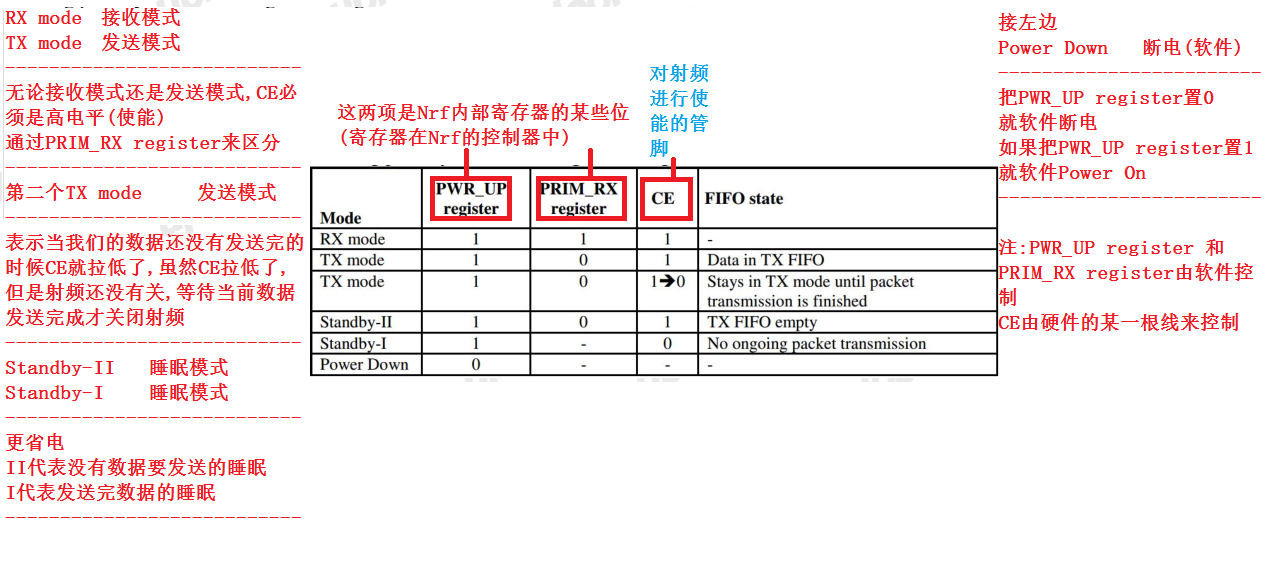 RX mode 接收模式
TX mode 发送模式
无论接收模式还是发送模式,CE必
须是高电平(使能)
通过PRIM_RX register来区分
第二个TX mode 发送模式
表示当我们的数据还没有发送完的
时候CE就拉低了,虽然CE拉低了,
但是射频还没有关,等待当前数据
发送完成才关闭射频
Standby-II 睡眠模式
Standby-I 睡眠模式
更省电
II代表没有数据要发送的睡眠
I代表发送完数据的睡眠
这两项是Nrf内部寄存器的某些位
(寄存器在Nrf的控制器中)
对射频
进行使
能的管
脚
Mode PWR_UP register PRIM_RX register CE FIFO state
RX mode 1 1 1 -
TX mode 1 0 1 Data in TX FIFO
TX mode 1 0 1➔0 Stays in TX mode until packet
transmission is finished
Standby-II 1 0 1 TX FIFO empty
Standby-I 1 - 0 No ongoing packet transmission
Power Down 0 - - -
接左边
Power Down 断电(软件)
把PWR_UP register置0
就软件断电
如果把PWR_UP register置1
就软件Power On
注:PWR_UP register 和
PRIM_RX register由软件控
制
CE由硬件的某一根线来控制